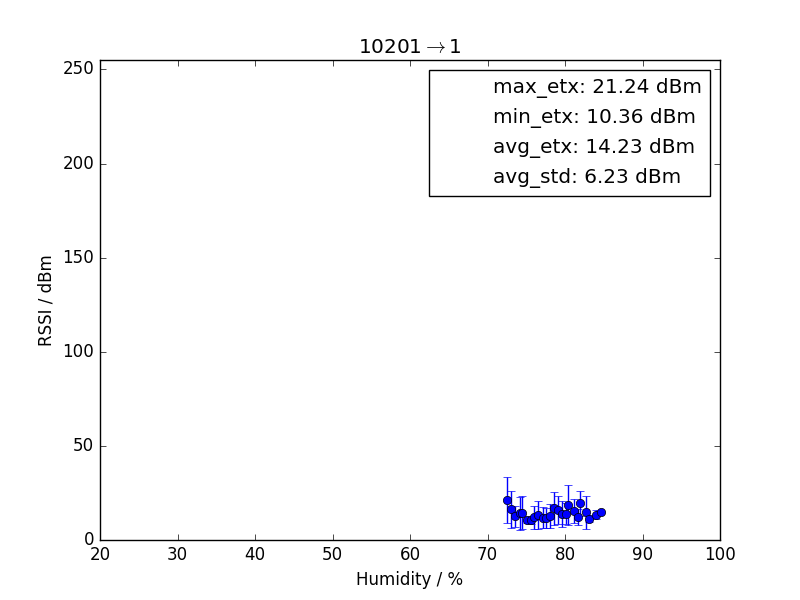 10201→1
max_etx: 21.24 dBm
min_etx: 10.36 dBm
avg_etx: 14.23 dBm
avg_std: 6.23 dBm
RSSI / dBm
250
200
150
100
50
0
20 30 40 50 60 70 80 90 100
Humidity / %